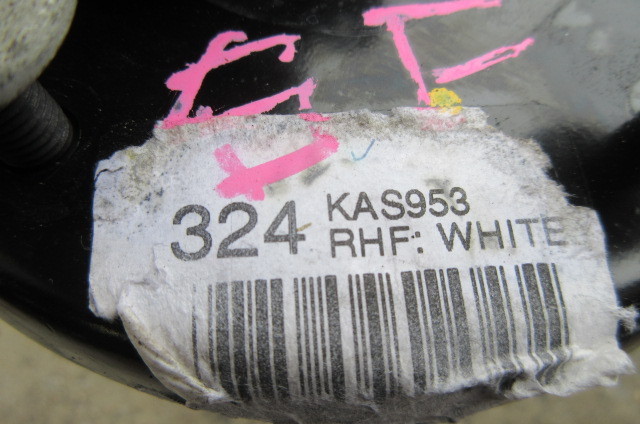 324 KAS953
RHF: WHITE